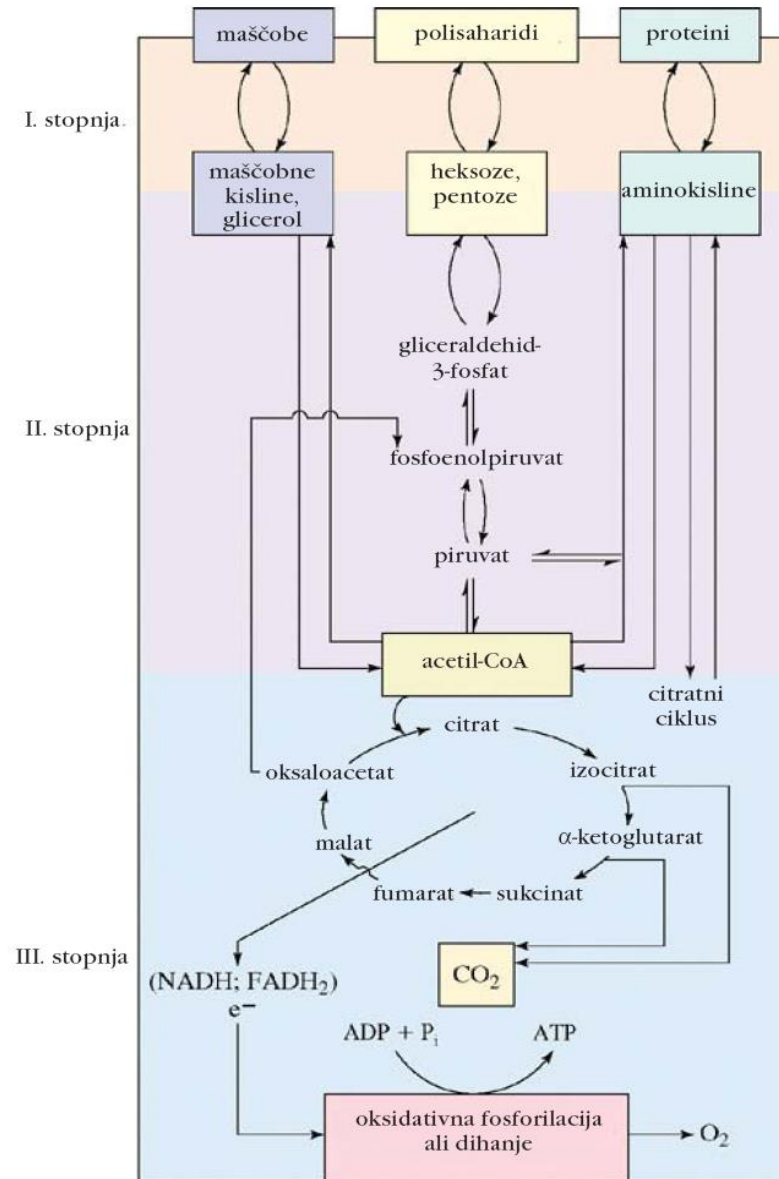 maščobe
polisaharidi
proteini
I. stopnja.
maščobne
kisline,
glicerol
heksoze,
pentoze
aminokisline
gliceraldehid-
3-fosfat
II. stopnja
fosfoenolpiruvat
piruvat
acetil-CoA
citratni
ciklus
citrat
oksaloacetat
izocitrat
malat
α-ketoglutarat
fumarat
sukcinat
III. stopnja
CO₂
(NADH; FADH₂)
e⁻
ADP + Pᵢ
ATP
oksidativna fosforilacija
ali dihanje
O₂